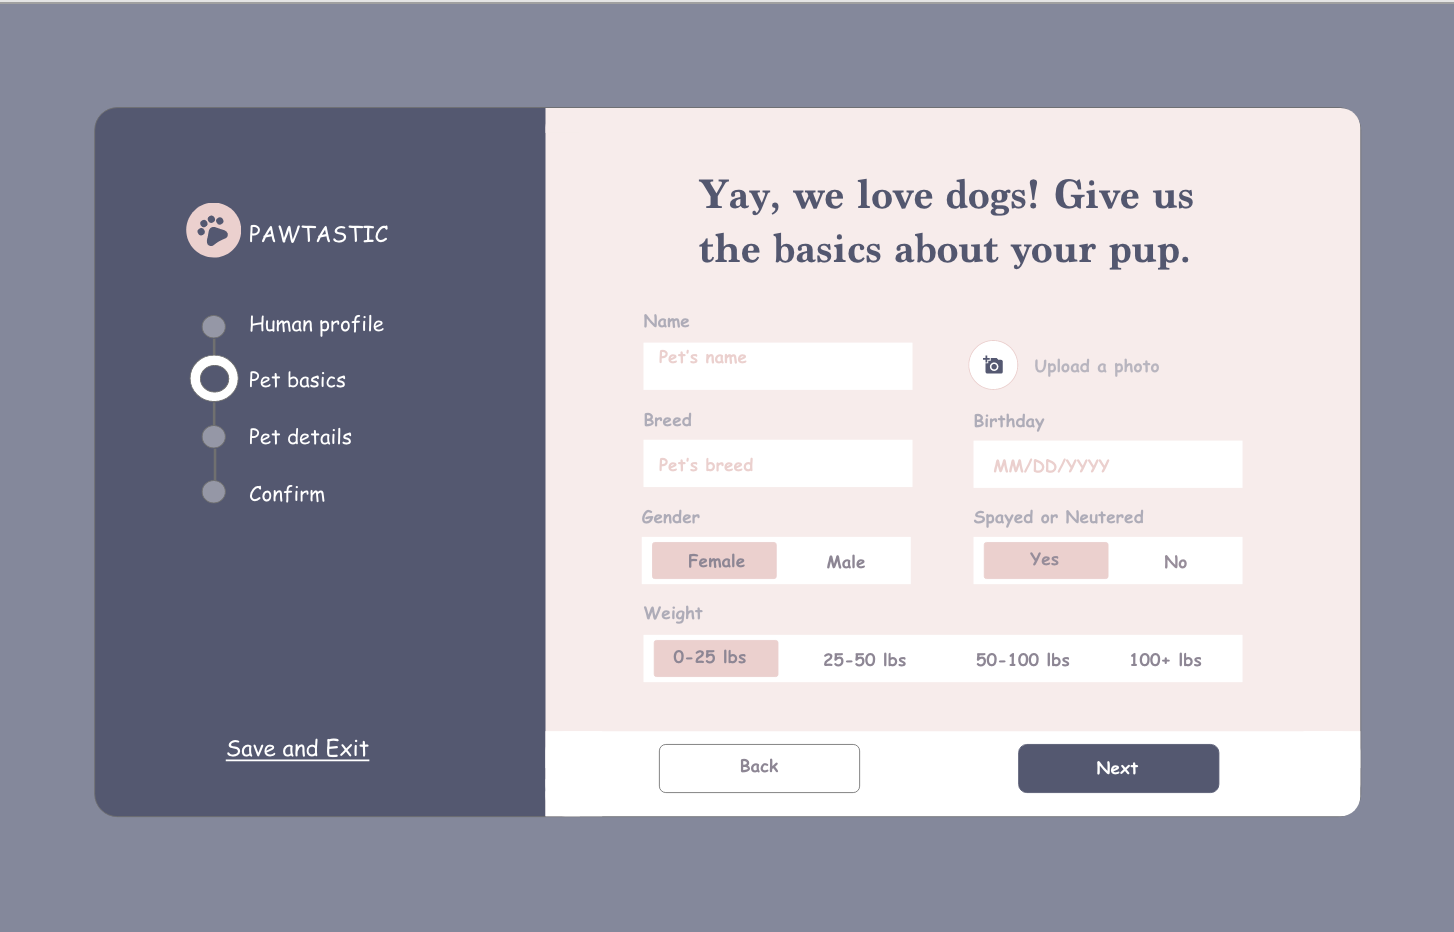 PAWTASTIC
Human profile
Pet basics
Pet details
Confirm
Save and Exit
Yay, we love dogs! Give us
the basics about your pup.
Name
Pet's name
Upload a photo
Breed
Pet's breed
Birthday
MM/DD/YYYY
Gender
Female Male
Spayed or Neutered
Yes No
Weight
0-25 lbs 25-50 lbs 50-100 lbs 100+ lbs
Back Next